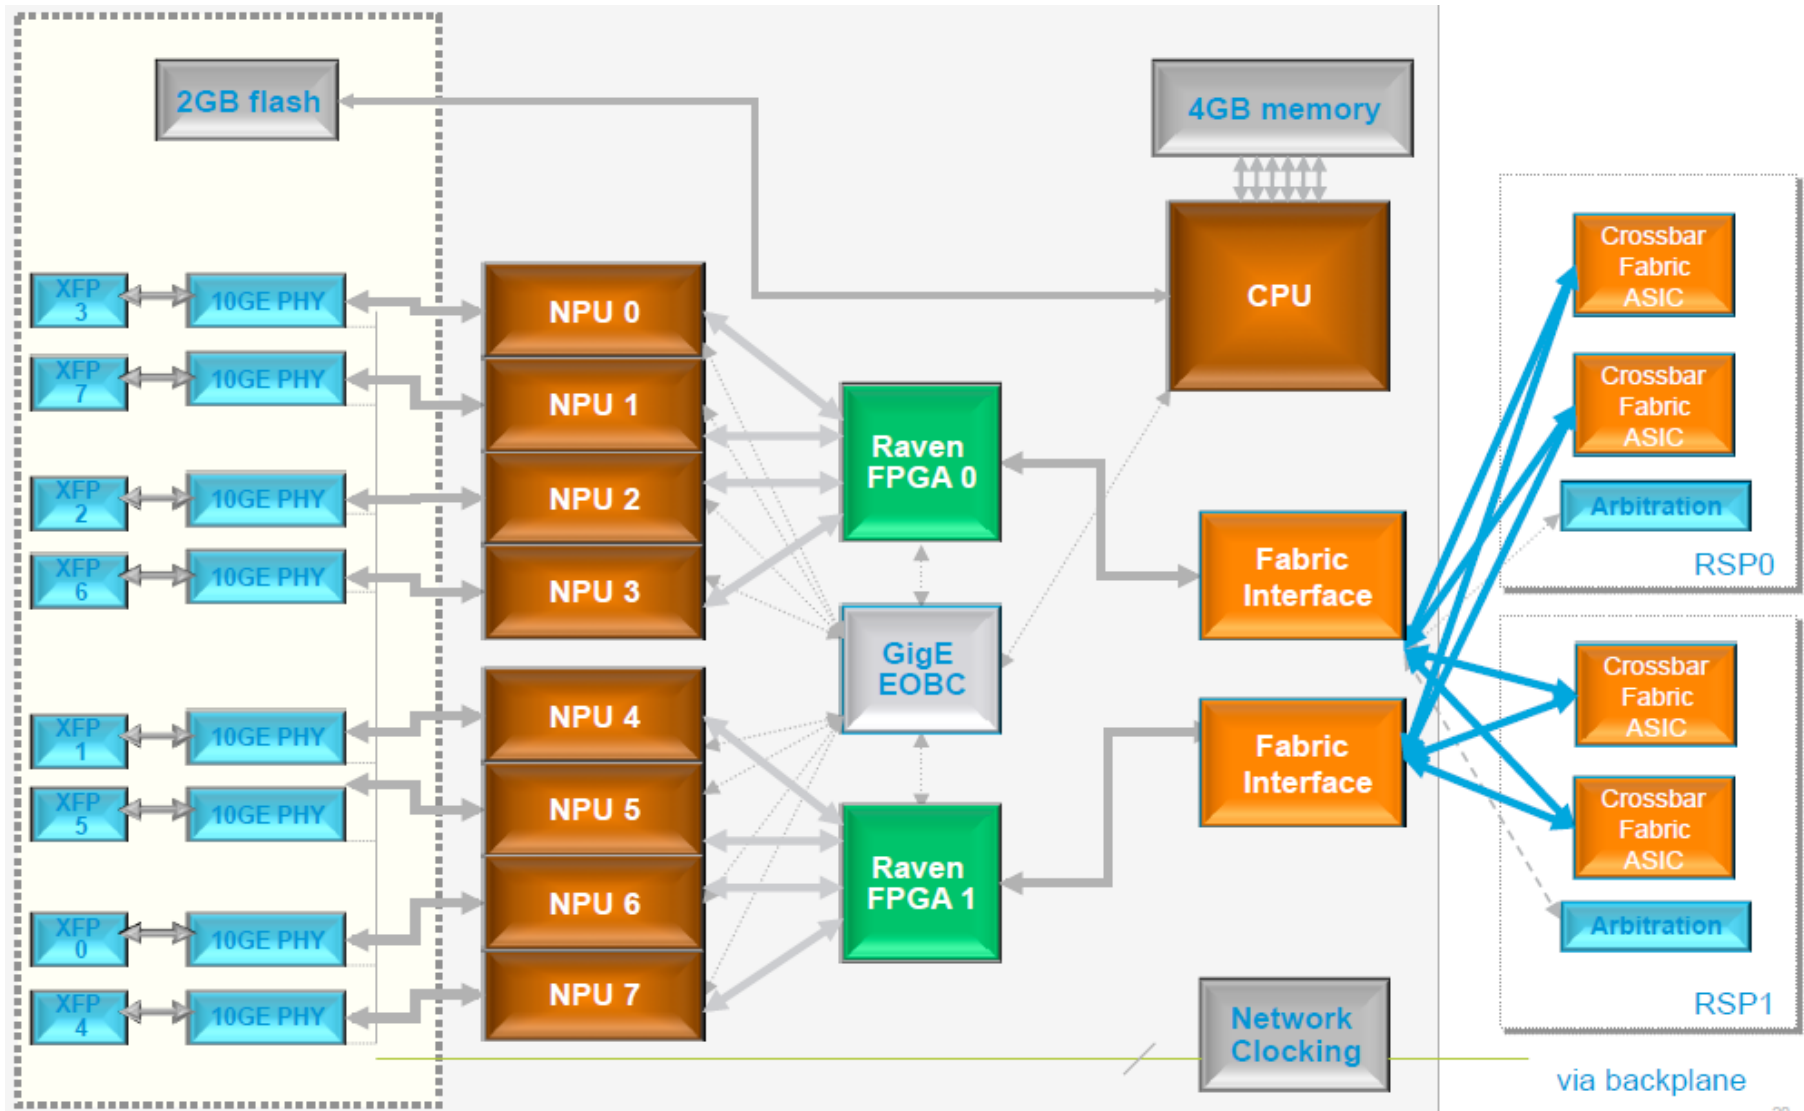 2GB flash
4GB memory
CPU
XFP
3
10GE PHY
NPU 0
XFP
7
10GE PHY
NPU 1
XFP
2
10GE PHY
NPU 2
XFP
6
10GE PHY
NPU 3
XFP
1
10GE PHY
NPU 4
XFP
5
10GE PHY
NPU 5
XFP
0
10GE PHY
NPU 6
XFP
4
10GE PHY
NPU 7
Raven
FPGA 0
GigE
EOBC
Raven
FPGA 1
Fabric
Interface
Fabric
Interface
Network
Clocking
Crossbar
Fabric
ASIC
Crossbar
Fabric
ASIC
Arbitration
RSP0
Crossbar
Fabric
ASIC
Crossbar
Fabric
ASIC
Arbitration
RSP1
via backplane